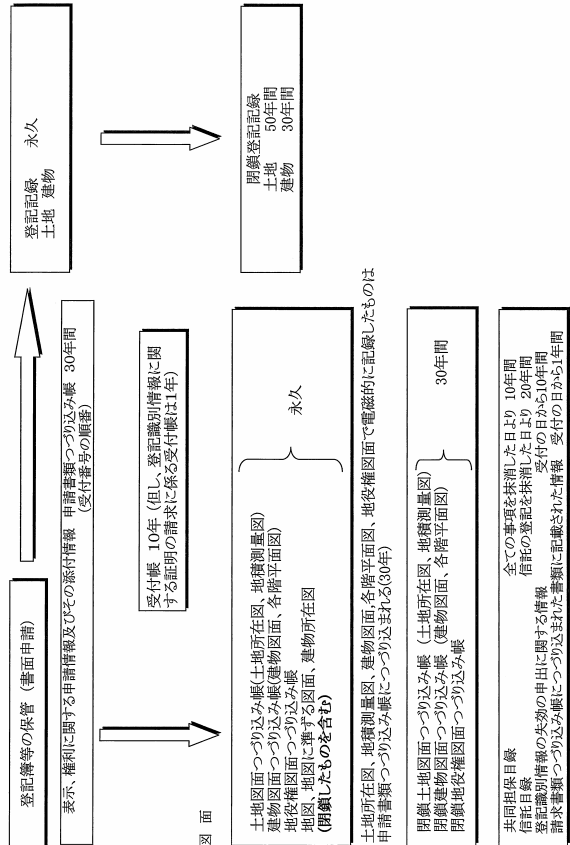 登記簿等の保管 (書面申請)
登記記録
土地 建物 永久
表示、権利に関する申請情報及びその添付情報 申請書類つづり込み帳 30年間
(受付番号の順番)
受付帳 10年 (但し、登記識別情報に関
する証明の請求に係る受付帳は1年)
閉鎖登記記録
土地 50年間
建物 30年間
図 面
土地図面つづり込み帳(土地所在図、地積測量図)
建物図面つづり込み帳(建物図面、各階平面図)
地役権図面つづり込み帳
地図、地図に準ずる図面、建物所在図
(閉鎖したものを含む)
永久
土地所在図、地積測量図、建物図面,各階平面図、地役権図面で電磁的に記録したものは
申請書類つづり込み帳につづり込まれる(30年)
閉鎖土地図面つづり込み帳 (土地所在図、地積測量図)
閉鎖建物図面つづり込み帳 (建物図面、各階平面図)
閉鎖地役権図面つづり込み帳
30年間
共同担保目録 全ての事項を抹消した日より 10年間
信託目録 信託の登記を抹消した日より 20年間
登記識別情報の失効の申出に関する情報 受付の日から10年間
請求書類つづり込み帳につづり込まれた書類に記載された情報 受付の日から1年間